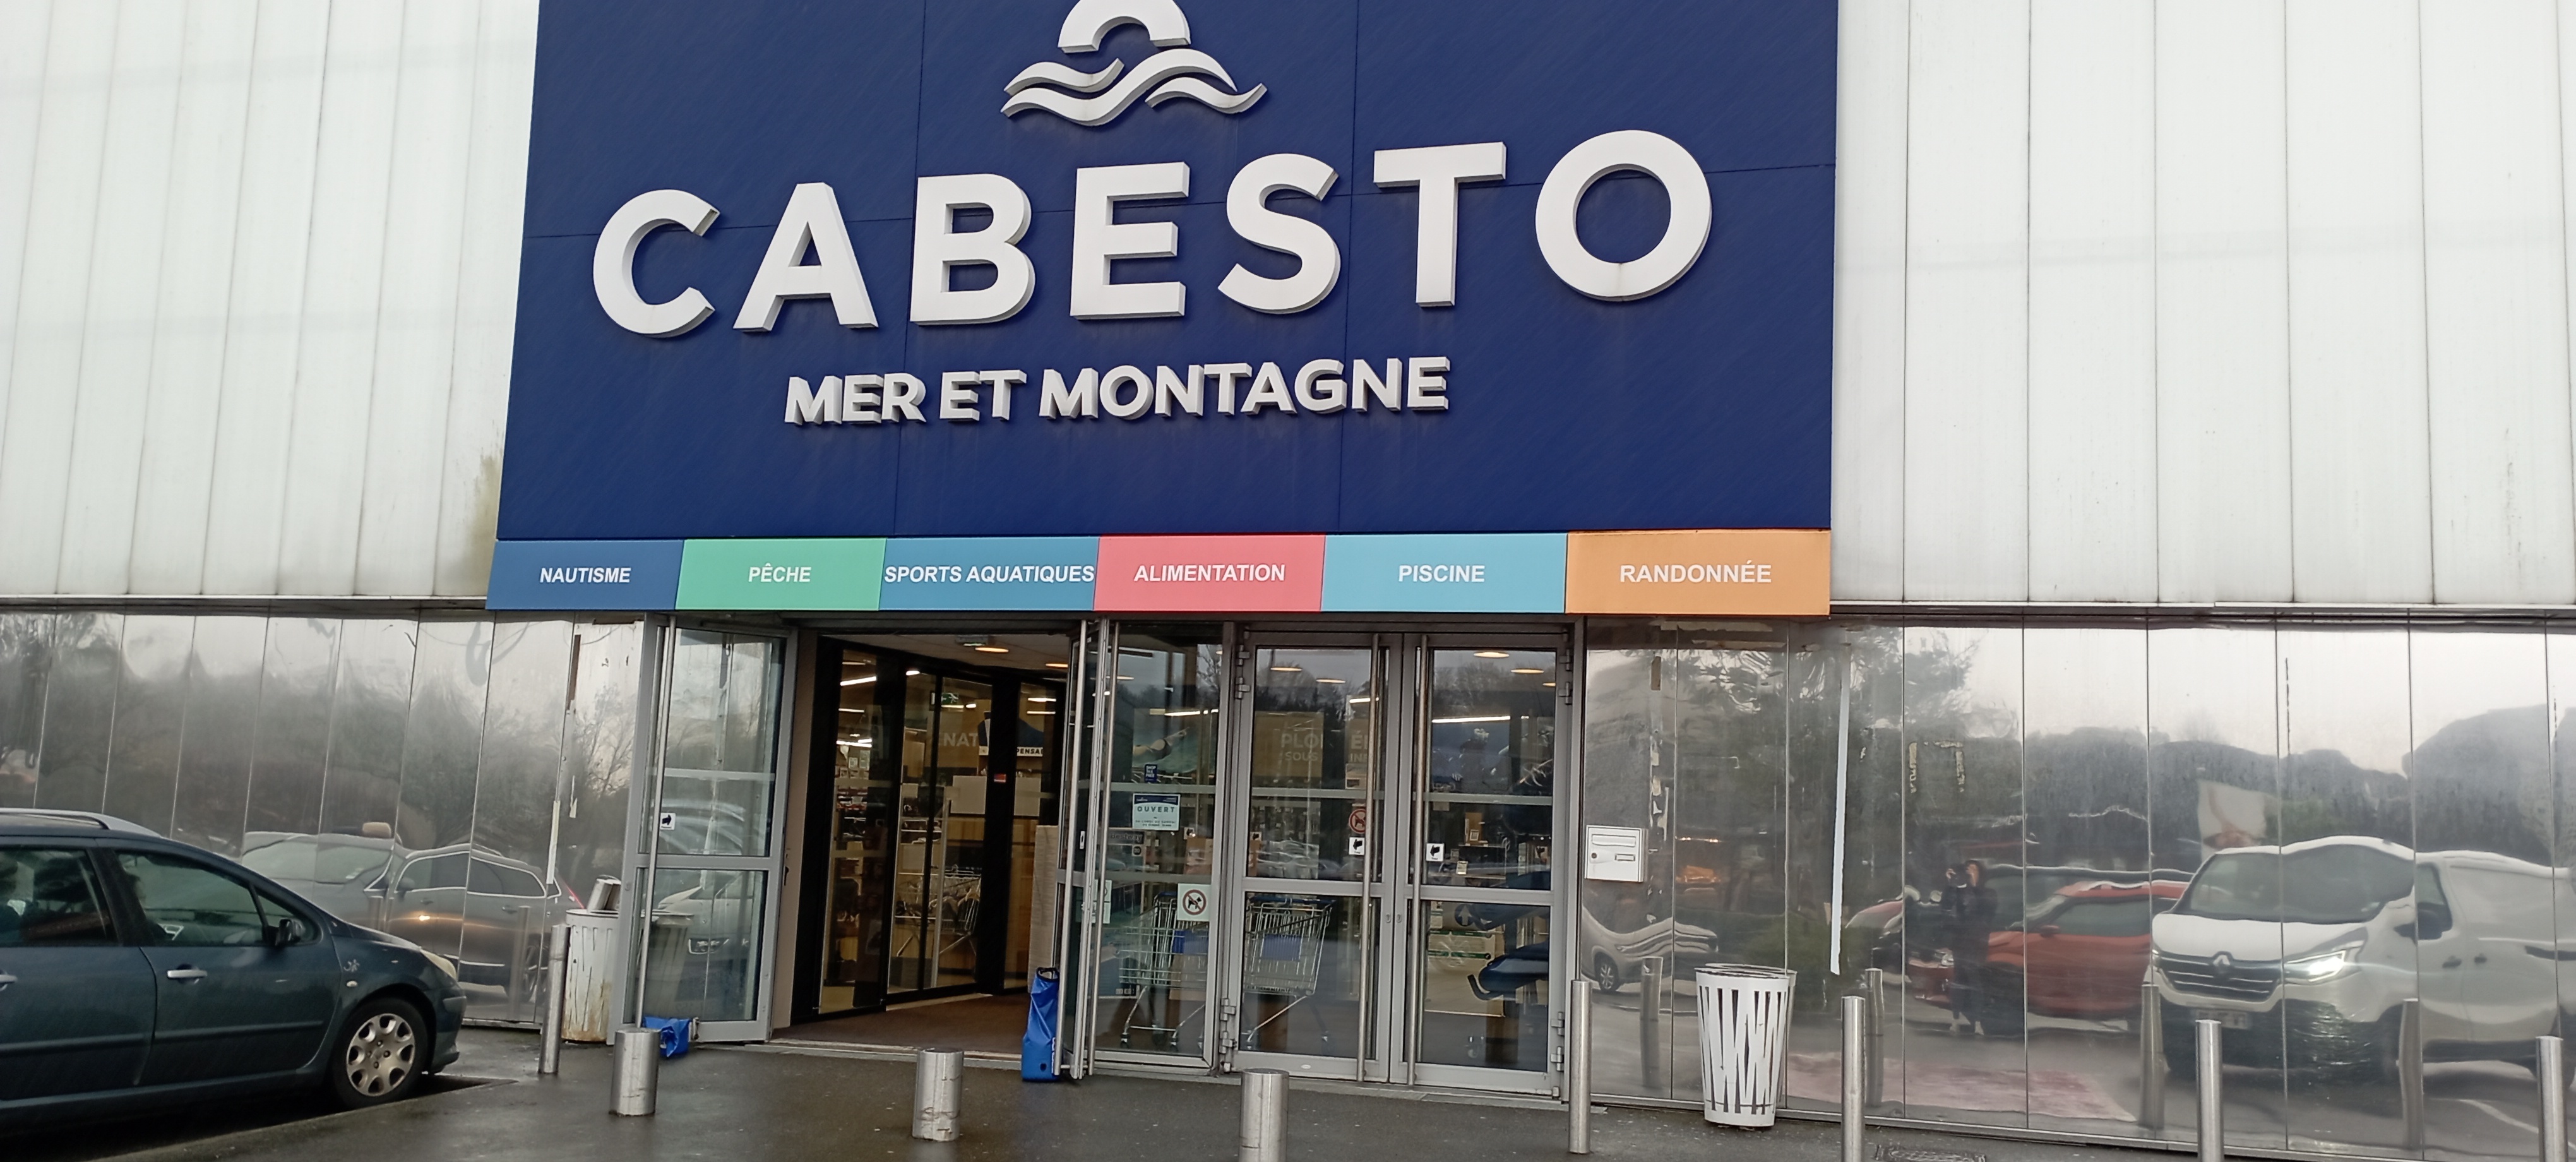 CABESTO
MER ET MONTAGNE
NAUTISME
PÊCHE
SPORTS AQUATIQUES
ALIMENTATION
PISCINE
RANDONNÉE
OUVERT